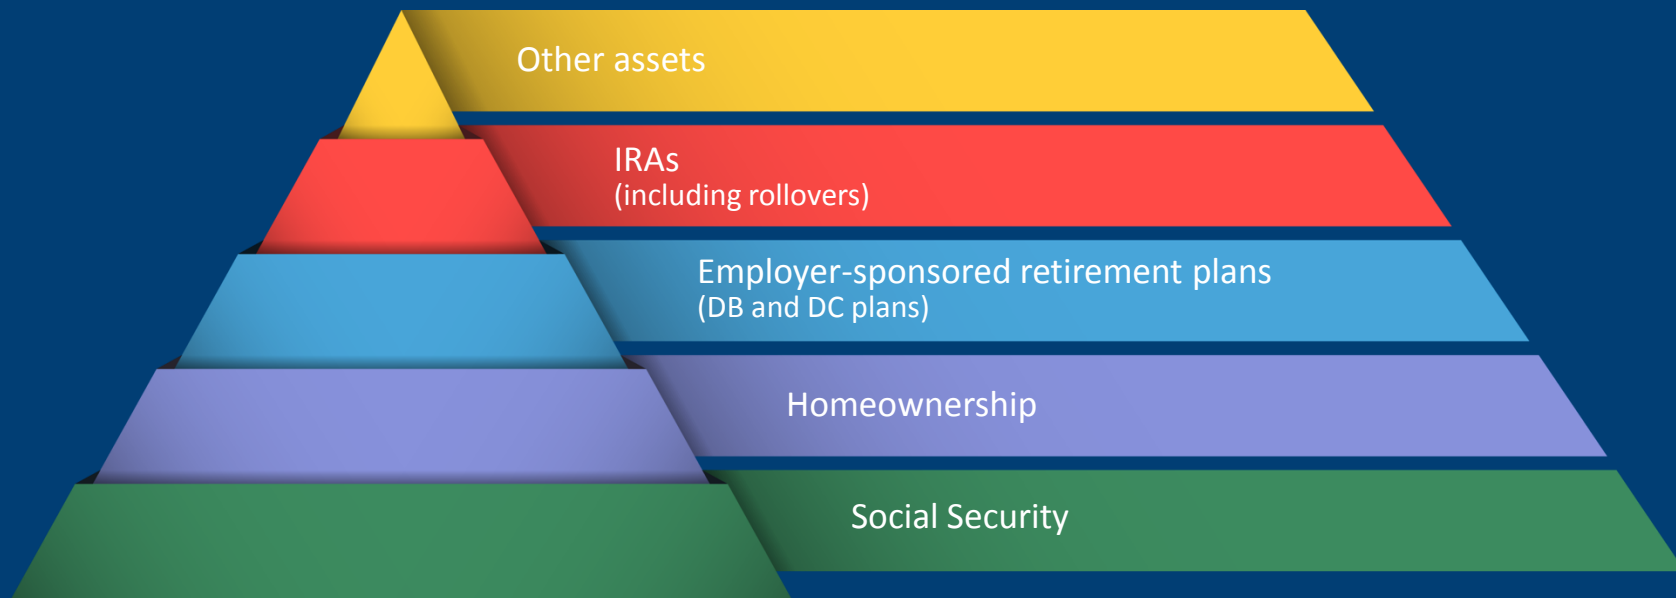 Other assets
IRAs
(including rollovers)
Employer-sponsored retirement plans
(DB and DC plans)
Homeownership
Social Security